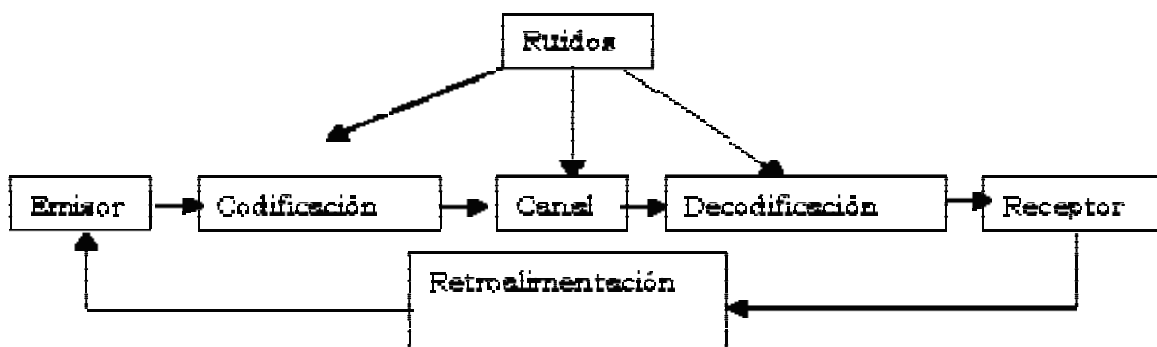 Ruidos
Emisor
Codificación
Canal
Decodificación
Receptor
Retroalimentación